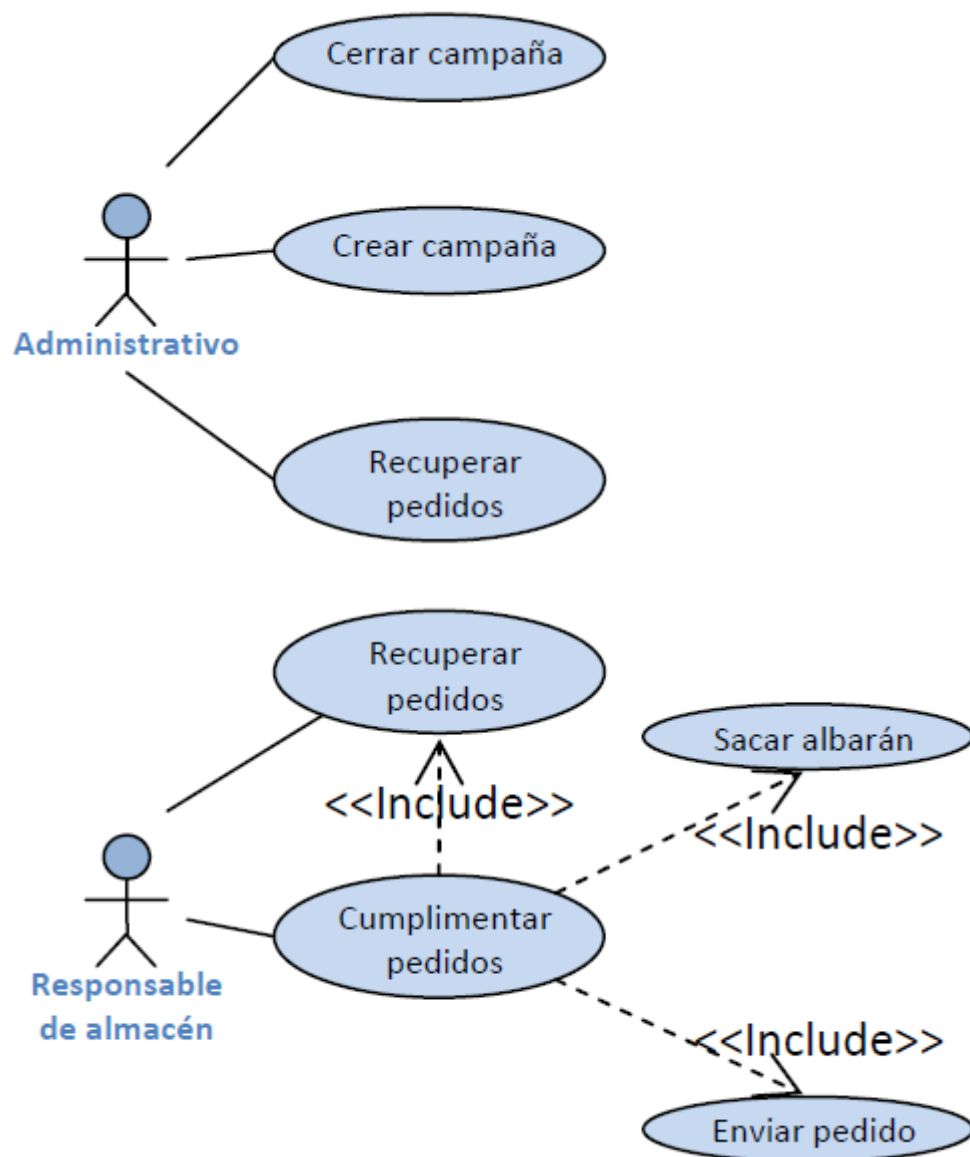 Cerrar campaña
Crear campaña
Administrativo
Recuperar
pedidos
Recuperar
pedidos
Sacar albarán
<<Include>>
<<Include>>
Cumplimentar
pedidos
Responsable
de almacén
<<Include>>
Enviar pedido